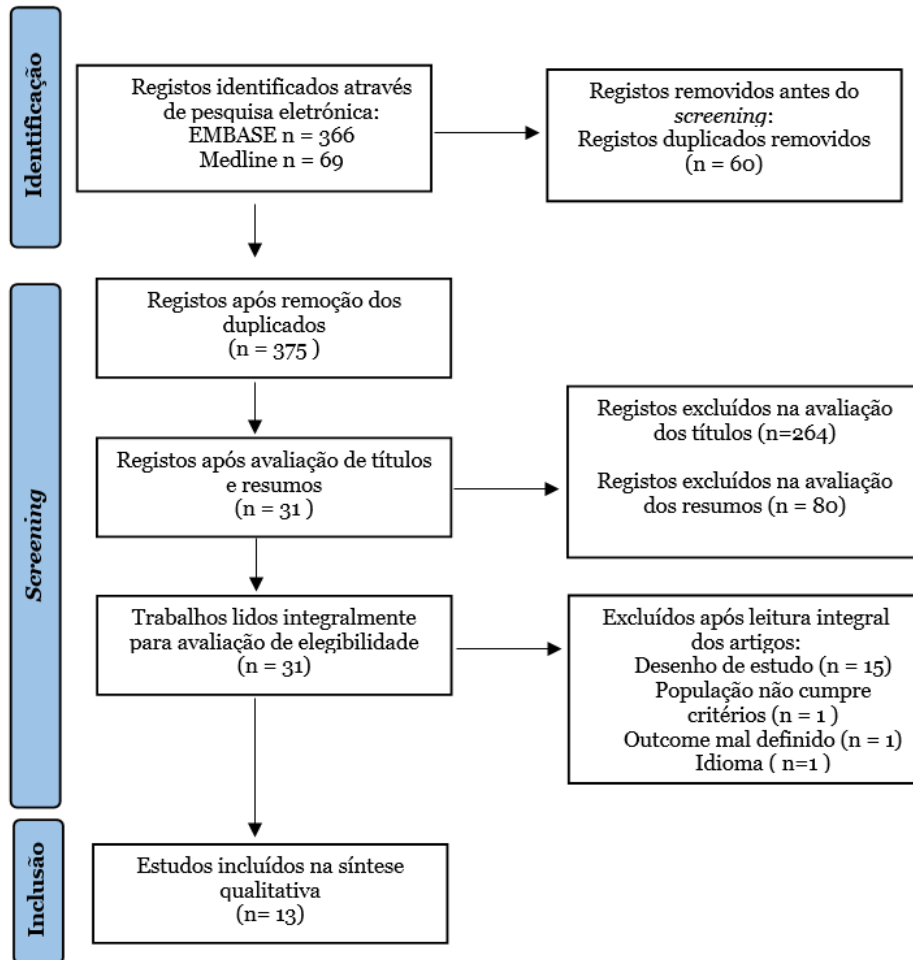 Identificação
Registos identificados através
de pesquisa eletrónica:
EMBASE n = 366
Medline n = 69
Registos removidos antes do
screening:
Registos duplicados removidos
(n = 60)
Screening
Registos após remoção dos
duplicados
(n = 375 )
Registos após avaliação de títulos
e resumos
(n = 31 )
Registos excluídos na avaliação
dos títulos (n=264)
Registos excluídos na avaliação
dos resumos (n = 80)
Trabalhos lidos integralmente
para avaliação de elegibilidade
(n = 31)
Excluídos após leitura integral
dos artigos:
Desenho de estudo (n = 15)
População não cumpre
critérios (n = 1 )
Outcome mal definido (n = 1)
Idioma ( n=1 )
Inclusão
Estudos incluídos na síntese
qualitativa
(n= 13)